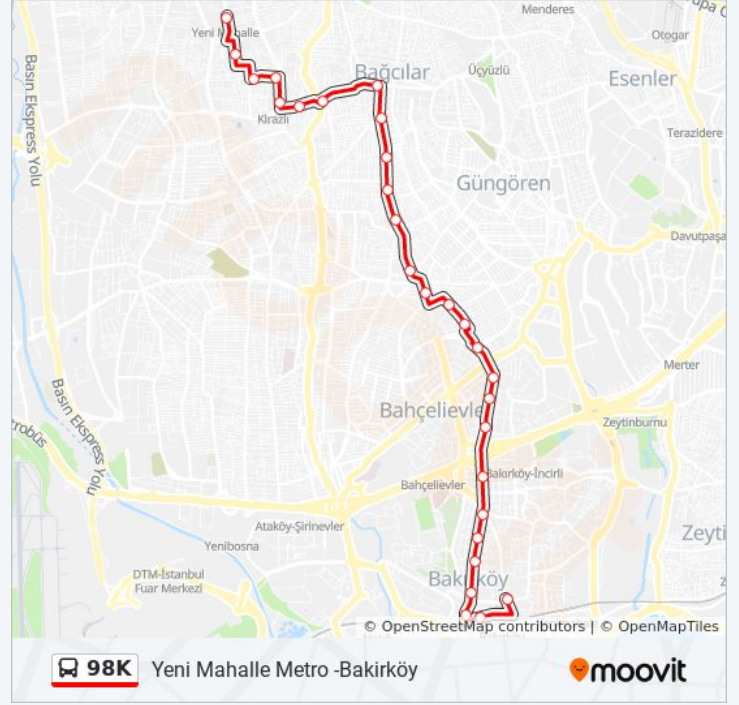 Menderes
Yeni Mahalle
Otogar
Bağcılar
Üçyüzlü
Esenler
Basın Ekspress Yolu
Kirazlı
Terazidere
Güngören
Davutpaşa
Merter
Basın Ekspress Yolu
Bahçelievle
Zeytinburnu
Bakırköy-İncirli
Bahçelievler
Ataköy-Şirinevler
Zeyti
Yenibosna
DTM-İstanbul
Fuar Merkezi
Bakırköy
© OpenStreetMap contributors | © OpenMapTiles
98K Yeni Mahalle Metro -Bakirköy moovit